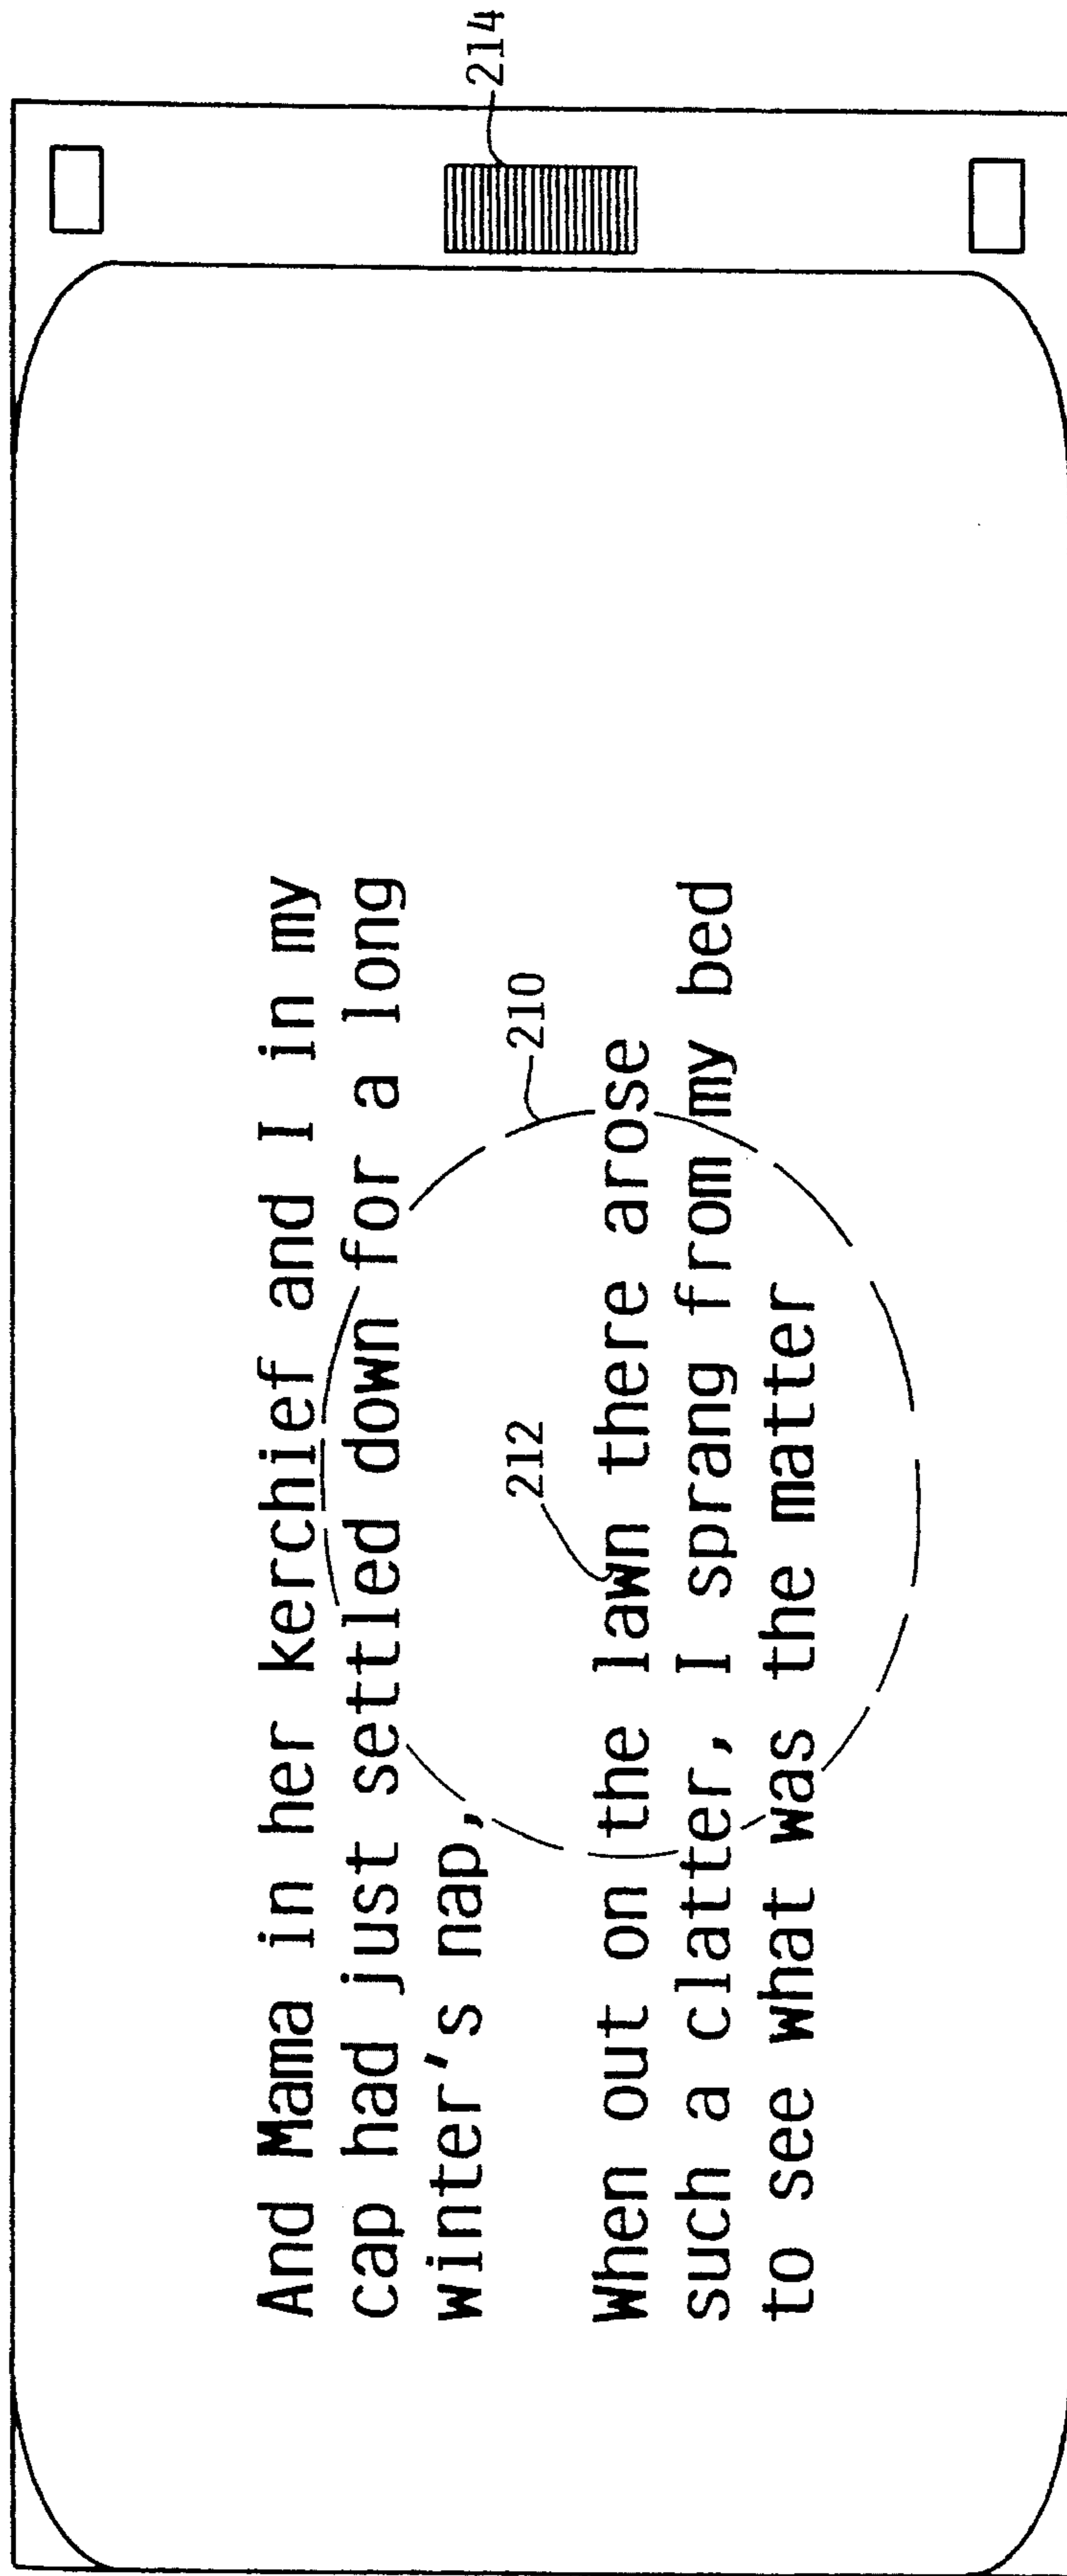 214
And Mama in her kerchief and I in my
cap had just settled down for a long
winter's nap,
210
212
When out on the lawn there arose
such a clatter, I sprang from my bed
to see what was the matter